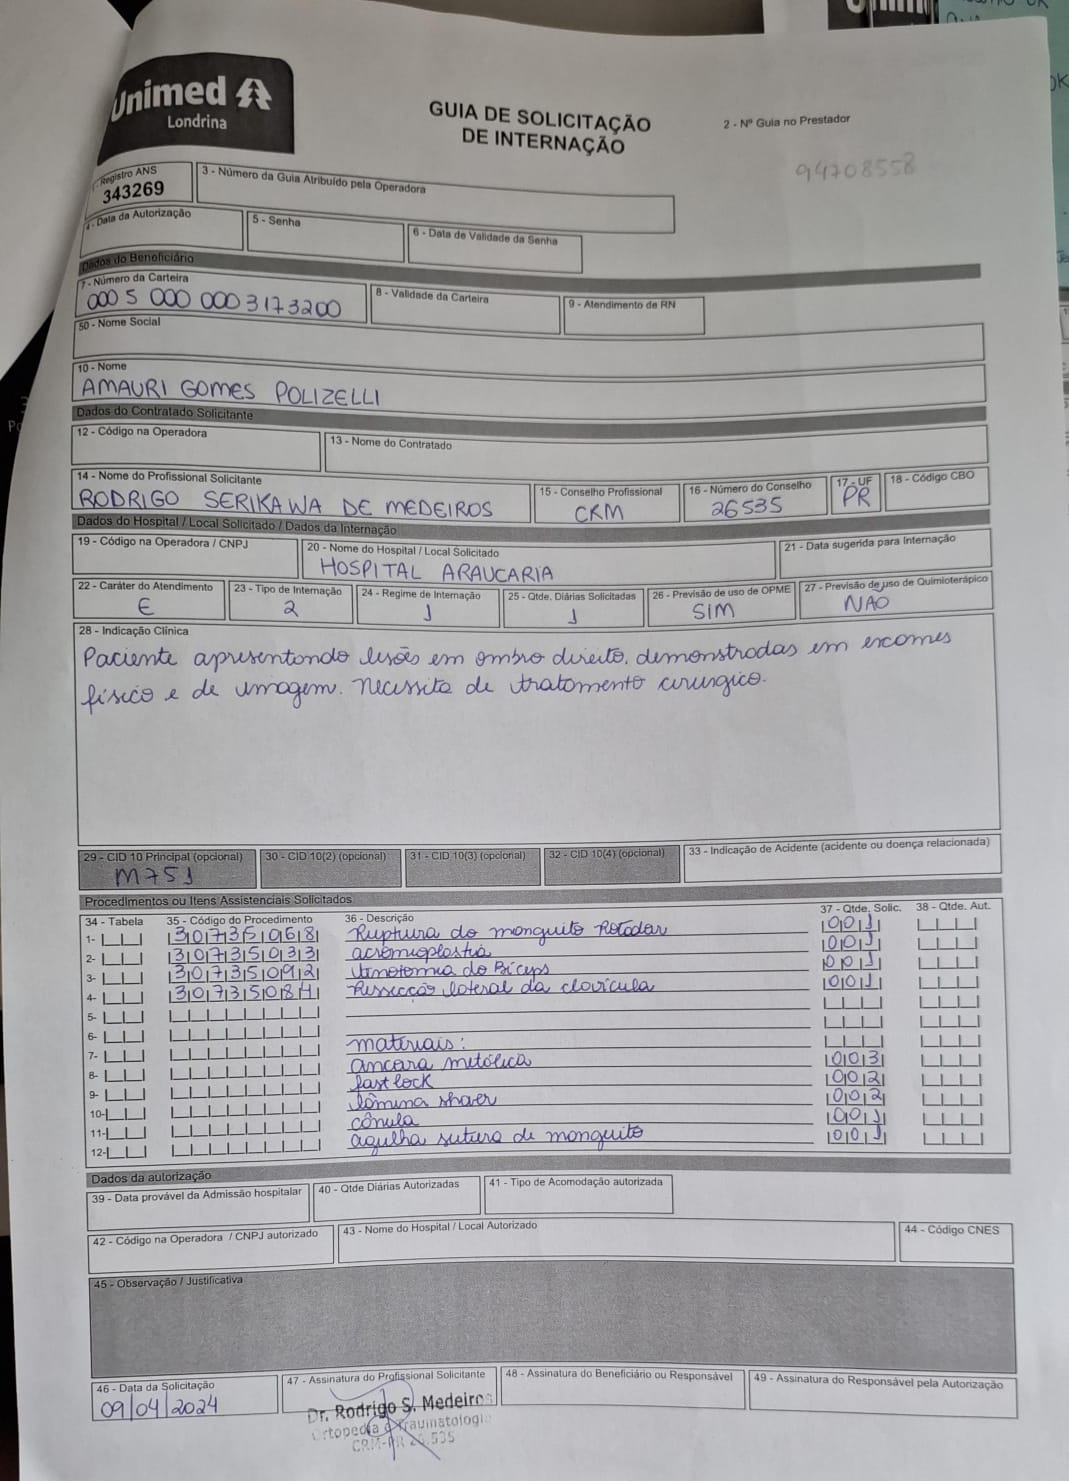 Unimed
Londrina
GUIA DE SOLICITAÇÃO
DE INTERNAÇÃO
2 - Nº Guia no Prestador
94708558
1 - Registro ANS
343269
3 - Número da Guia Atribuído pela Operadora
4 - Data da Autorização
5 - Senha
6 - Data de Validade da Senha
Dados do Beneficiário
7 - Número da Carteira
0005 000 000 3173200
8 - Validade da Carteira
9 - Atendimento de RN
50 - Nome Social
10 - Nome
AMAURI GOMES POLIZELLI
Dados do Contratado Solicitante
12 - Código na Operadora
13 - Nome do Contratado
14 - Nome do Profissional Solicitante
RODRIGO SERIKAWA DE MEDEIROS
15 - Conselho Profissional
CRM
16 - Número do Conselho
26535
17 - UF
PR
18 - Código CBO
Dados do Hospital / Local Solicitado / Dados da Internação
19 - Código na Operadora / CNPJ
20 - Nome do Hospital / Local Solicitado
HOSPITAL ARAUCARIA
21 - Data sugerida para Internação
22 - Caráter do Atendimento
E
23 - Tipo de Internação
2
24 - Regime de Internação
1
25 - Qtde. Diárias Solicitadas
1
26 - Previsão de uso de OPME
SIM
27 - Previsão de uso de Quimioterápico
NAO
28 - Indicação Clínica
Paciente apresentando lesões em ombro direito, demonstradas em exames
físico e de imagem. Necessita de tratamento cirurgico.
29 - CID 10 Principal (opcional)
M751
30 - CID 10(2) (opcional)
31 - CID 10(3) (opcional)
32 - CID 10(4) (opcional)
33 - Indicação de Acidente (acidente ou doença relacionada)
Procedimentos ou Itens Assistenciais Solicitados
34 - Tabela 35 - Código do Procedimento 36 - Descrição 37 - Qtde. Solic. 38 - Qtde. Aut.
1- 30735068 Ruptura do manguito Rotador 001
2- 30735033 acromioplastia 001
3- 30735092 tenotomia do Biceps 001
4- 30735084 Ressecção lateral da clavicula 001
5-
6-
7- materiais:
8- ancora metálica 003
9- fastlock 002
10- lâmina shaver 002
11- cânula 001
12- agulha sutura de manguito 001
Dados da autorização
39 - Data provável da Admissão hospitalar
40 - Qtde Diárias Autorizadas
41 - Tipo de Acomodação autorizada
42 - Código na Operadora / CNPJ autorizado
43 - Nome do Hospital / Local Autorizado
44 - Código CNES
45 - Observação / Justificativa
46 - Data da Solicitação
09/04/2024
47 - Assinatura do Profissional Solicitante
Dr. Rodrigo S. Medeiros
Ortopedia e Traumatologia
CRM-PR 26.535
48 - Assinatura do Beneficiário ou Responsável
49 - Assinatura do Responsável pela Autorização